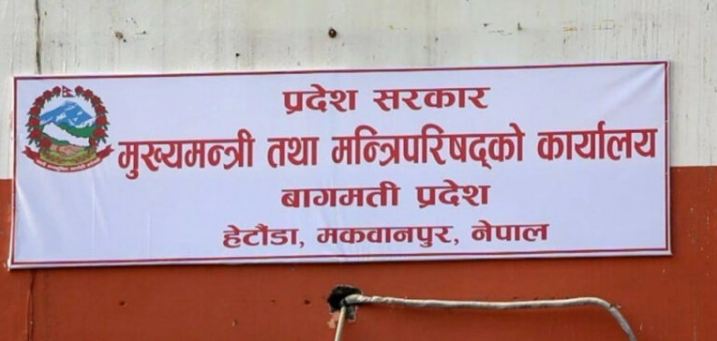 प्रदेश सरकार
मुख्यमन्त्री तथा मन्त्रिपरिषद्को कार्यालय
बागमती प्रदेश
हेटौंडा, मकवानपुर, नेपाल